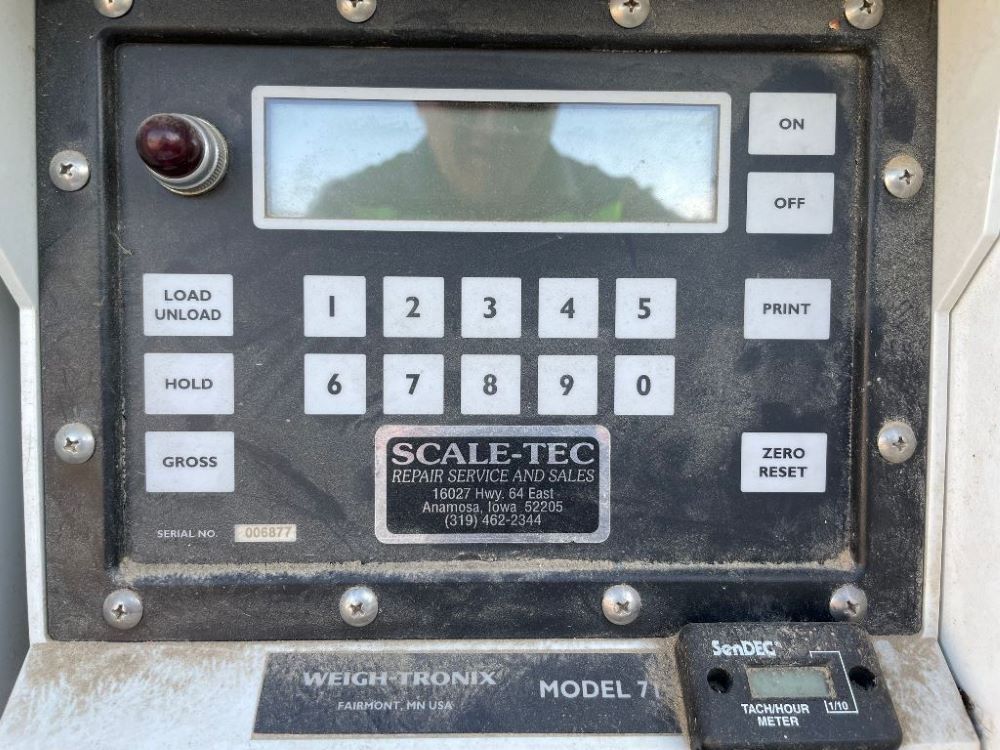 ON
OFF
LOAD
UNLOAD
1 2 3 4 5
PRINT
HOLD
6 7 8 9 0
GROSS
SCALE-TEC
REPAIR SERVICE AND SALES
16027 Hwy. 64 East
Anamosa, Iowa 52205
(319) 462-2344
ZERO
RESET
SERIAL NO. 006877
WEIGH-TRONIX
FAIRMONT, MN USA
MODEL 71
SenDEC
TACH/HOUR
METER
1/10